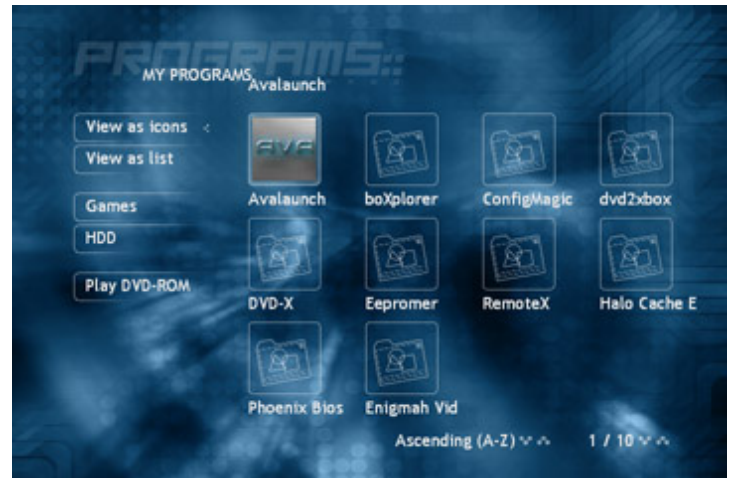 PROGRAMS::
MY PROGRAMS
Avalaunch
View as icons
View as list
Games
HDD
Play DVD-ROM
AVA
Avalaunch boXplorer ConfigMagic dvd2xbox
DVD-X Eepromer RemoteX Halo Cache E
Phoenix Bios Enigmah Vid
Ascending (A-Z) 1 / 10